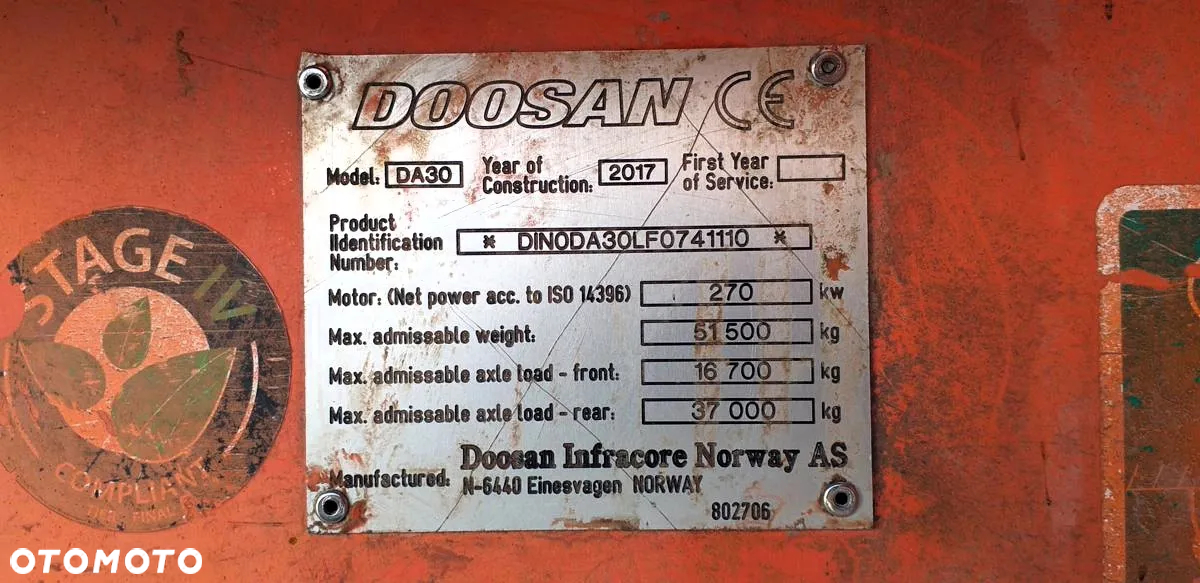 DOOSAN CE
Model: DA30 Year of Construction: 2017 First Year of Service:
Product
Ildentification
Number: * DINODA30LF0741110 *
Motor: (Net power acc. to ISO 14396) 270 kw
Max. admissable weight: 51 500 kg
Max. admissable axle load - front: 16 700 kg
Max. admissable axle load - rear: 37 000 kg
Manufactured: Doosan Infracore Norway AS
N-6440 Einesvagen NORWAY
802706
STAGE IV
COMPLIANT
FINAL
OTOMOTO